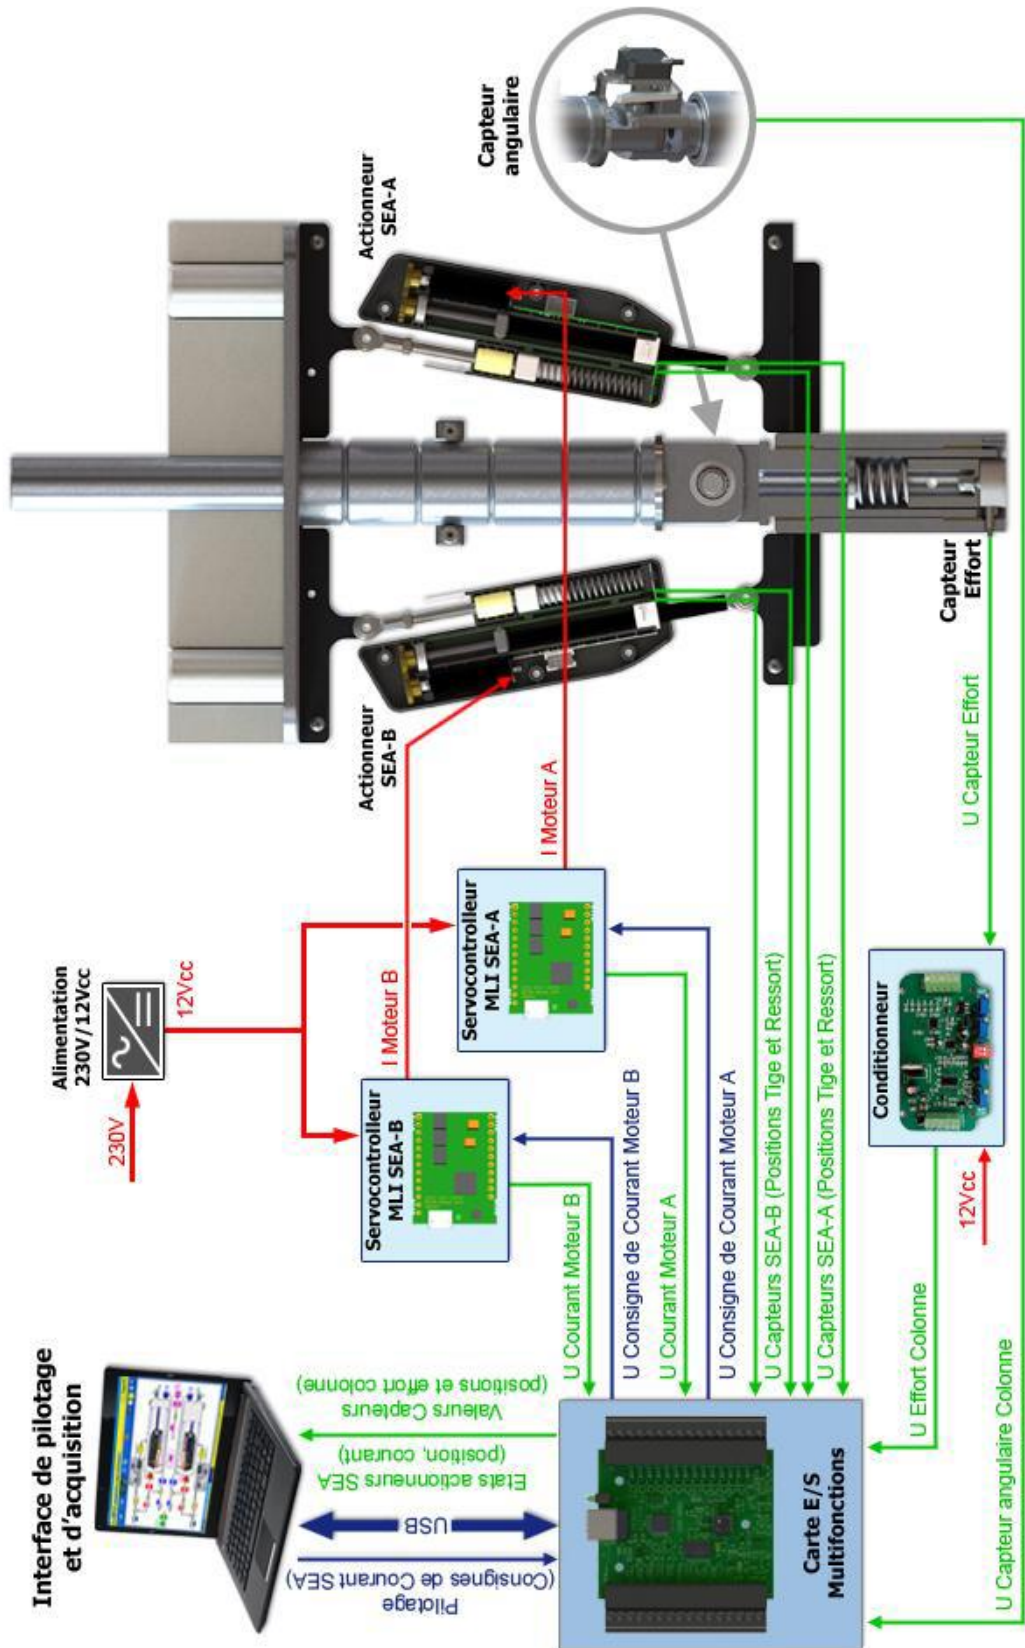 Interface de pilotage
et d'acquisition
Pilotage
(Consignes de Courant SEA)
USB
Etats actionneurs SEA
(position, courant)
Valeurs Capteurs
(positions et effort colonne)
Carte E/S
Multifonctions
Alimentation
230V/12Vcc
230V
12Vcc
Servocontrolleur
MLI SEA-B
Servocontrolleur
MLI SEA-A
I Moteur B
I Moteur A
U Courant Moteur B
U Consigne de Courant Moteur B
U Courant Moteur A
U Consigne de Courant Moteur A
U Capteurs SEA-B (Positions Tige et Ressort)
U Capteurs SEA-A (Positions Tige et Ressort)
Conditionneur
12Vcc
U Effort Colonne
U Capteur angulaire Colonne
U Capteur Effort
Capteur
Effort
Actionneur
SEA-B
Actionneur
SEA-A
Capteur
angulaire